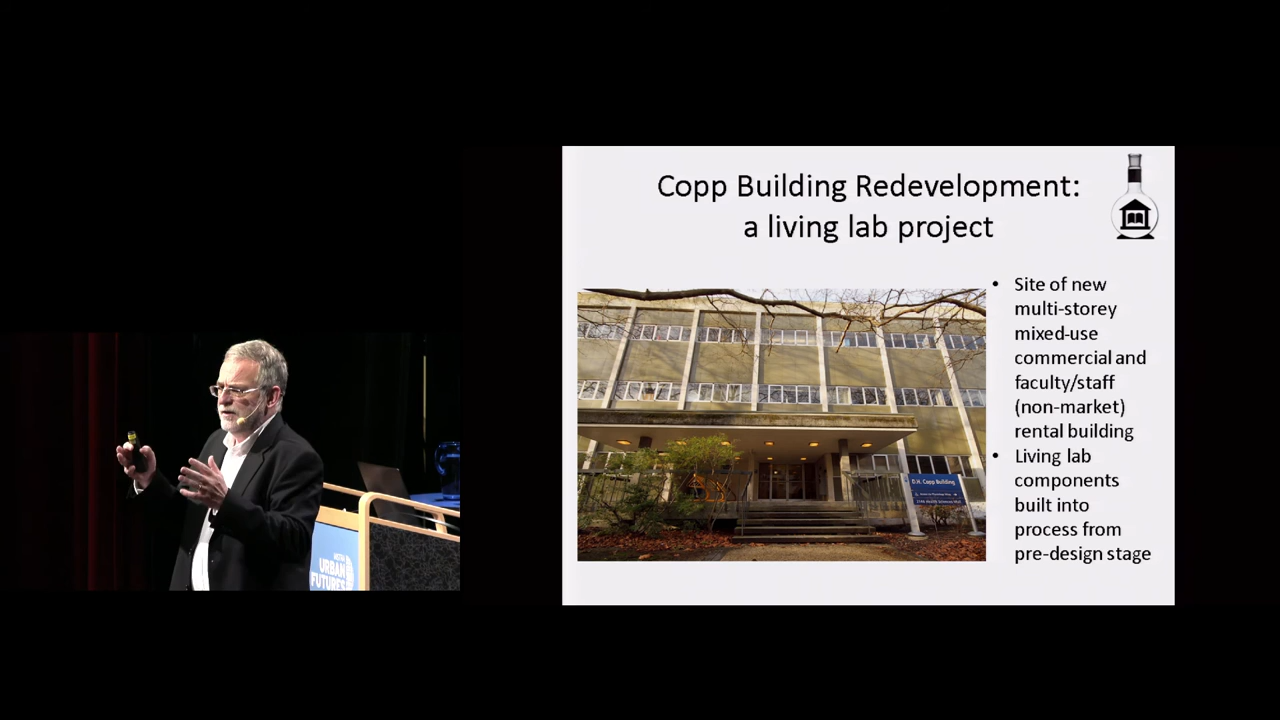 Copp Building Redevelopment:
a living lab project
• Site of new
multi-storey
mixed-use
commercial and
faculty/staff
(non-market)
rental building
• Living lab
components
built into
process from
pre-design stage
D.H. Copp Building
MISTRA
URBAN
FUTURES